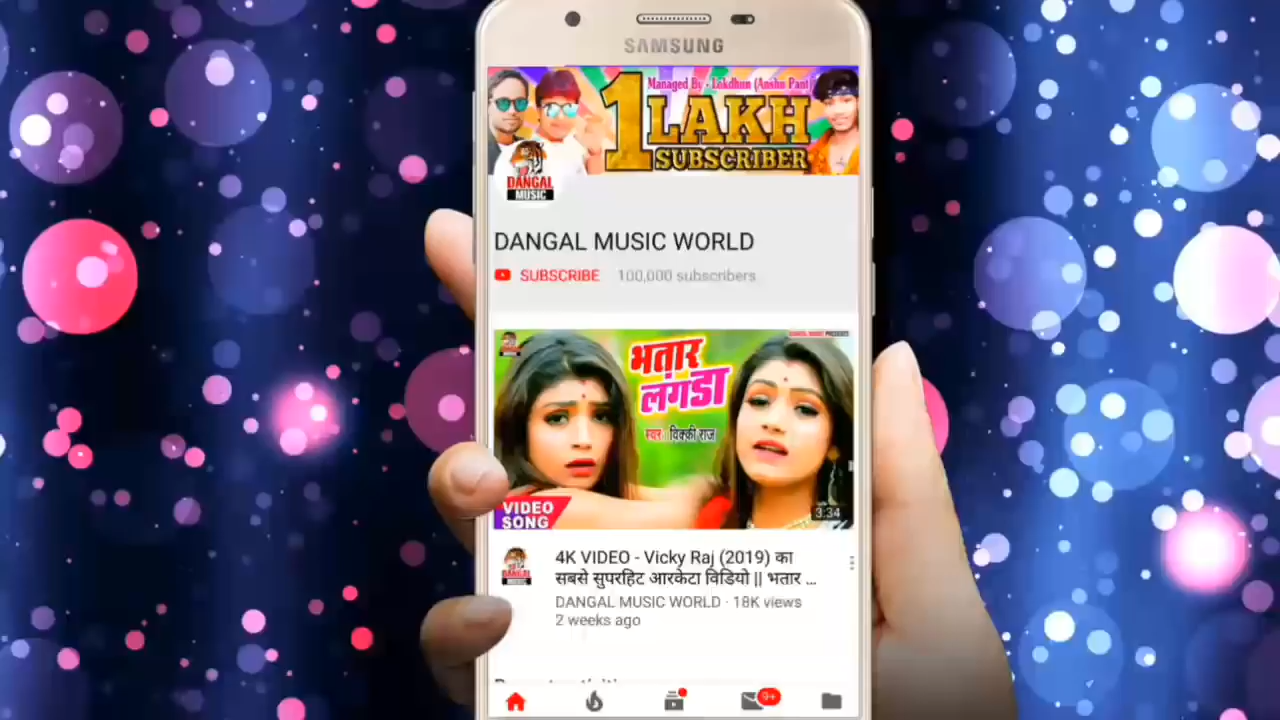 SAMSUNG
Managed By - Lokdhun (Anshu Pant)
1 LAKH
SUBSCRIBER
DANGAL
MUSIC
DANGAL MUSIC WORLD
SUBSCRIBE 100,000 subscribers
भतार
लंगडा
स्वर : विक्की राज
VIDEO
SONG
3:34
4K VIDEO - Vicky Raj (2019) का
सबसे सुपरहिट आरकेटा विडियो || भतार ...
DANGAL MUSIC WORLD · 18K views
2 weeks ago
9+